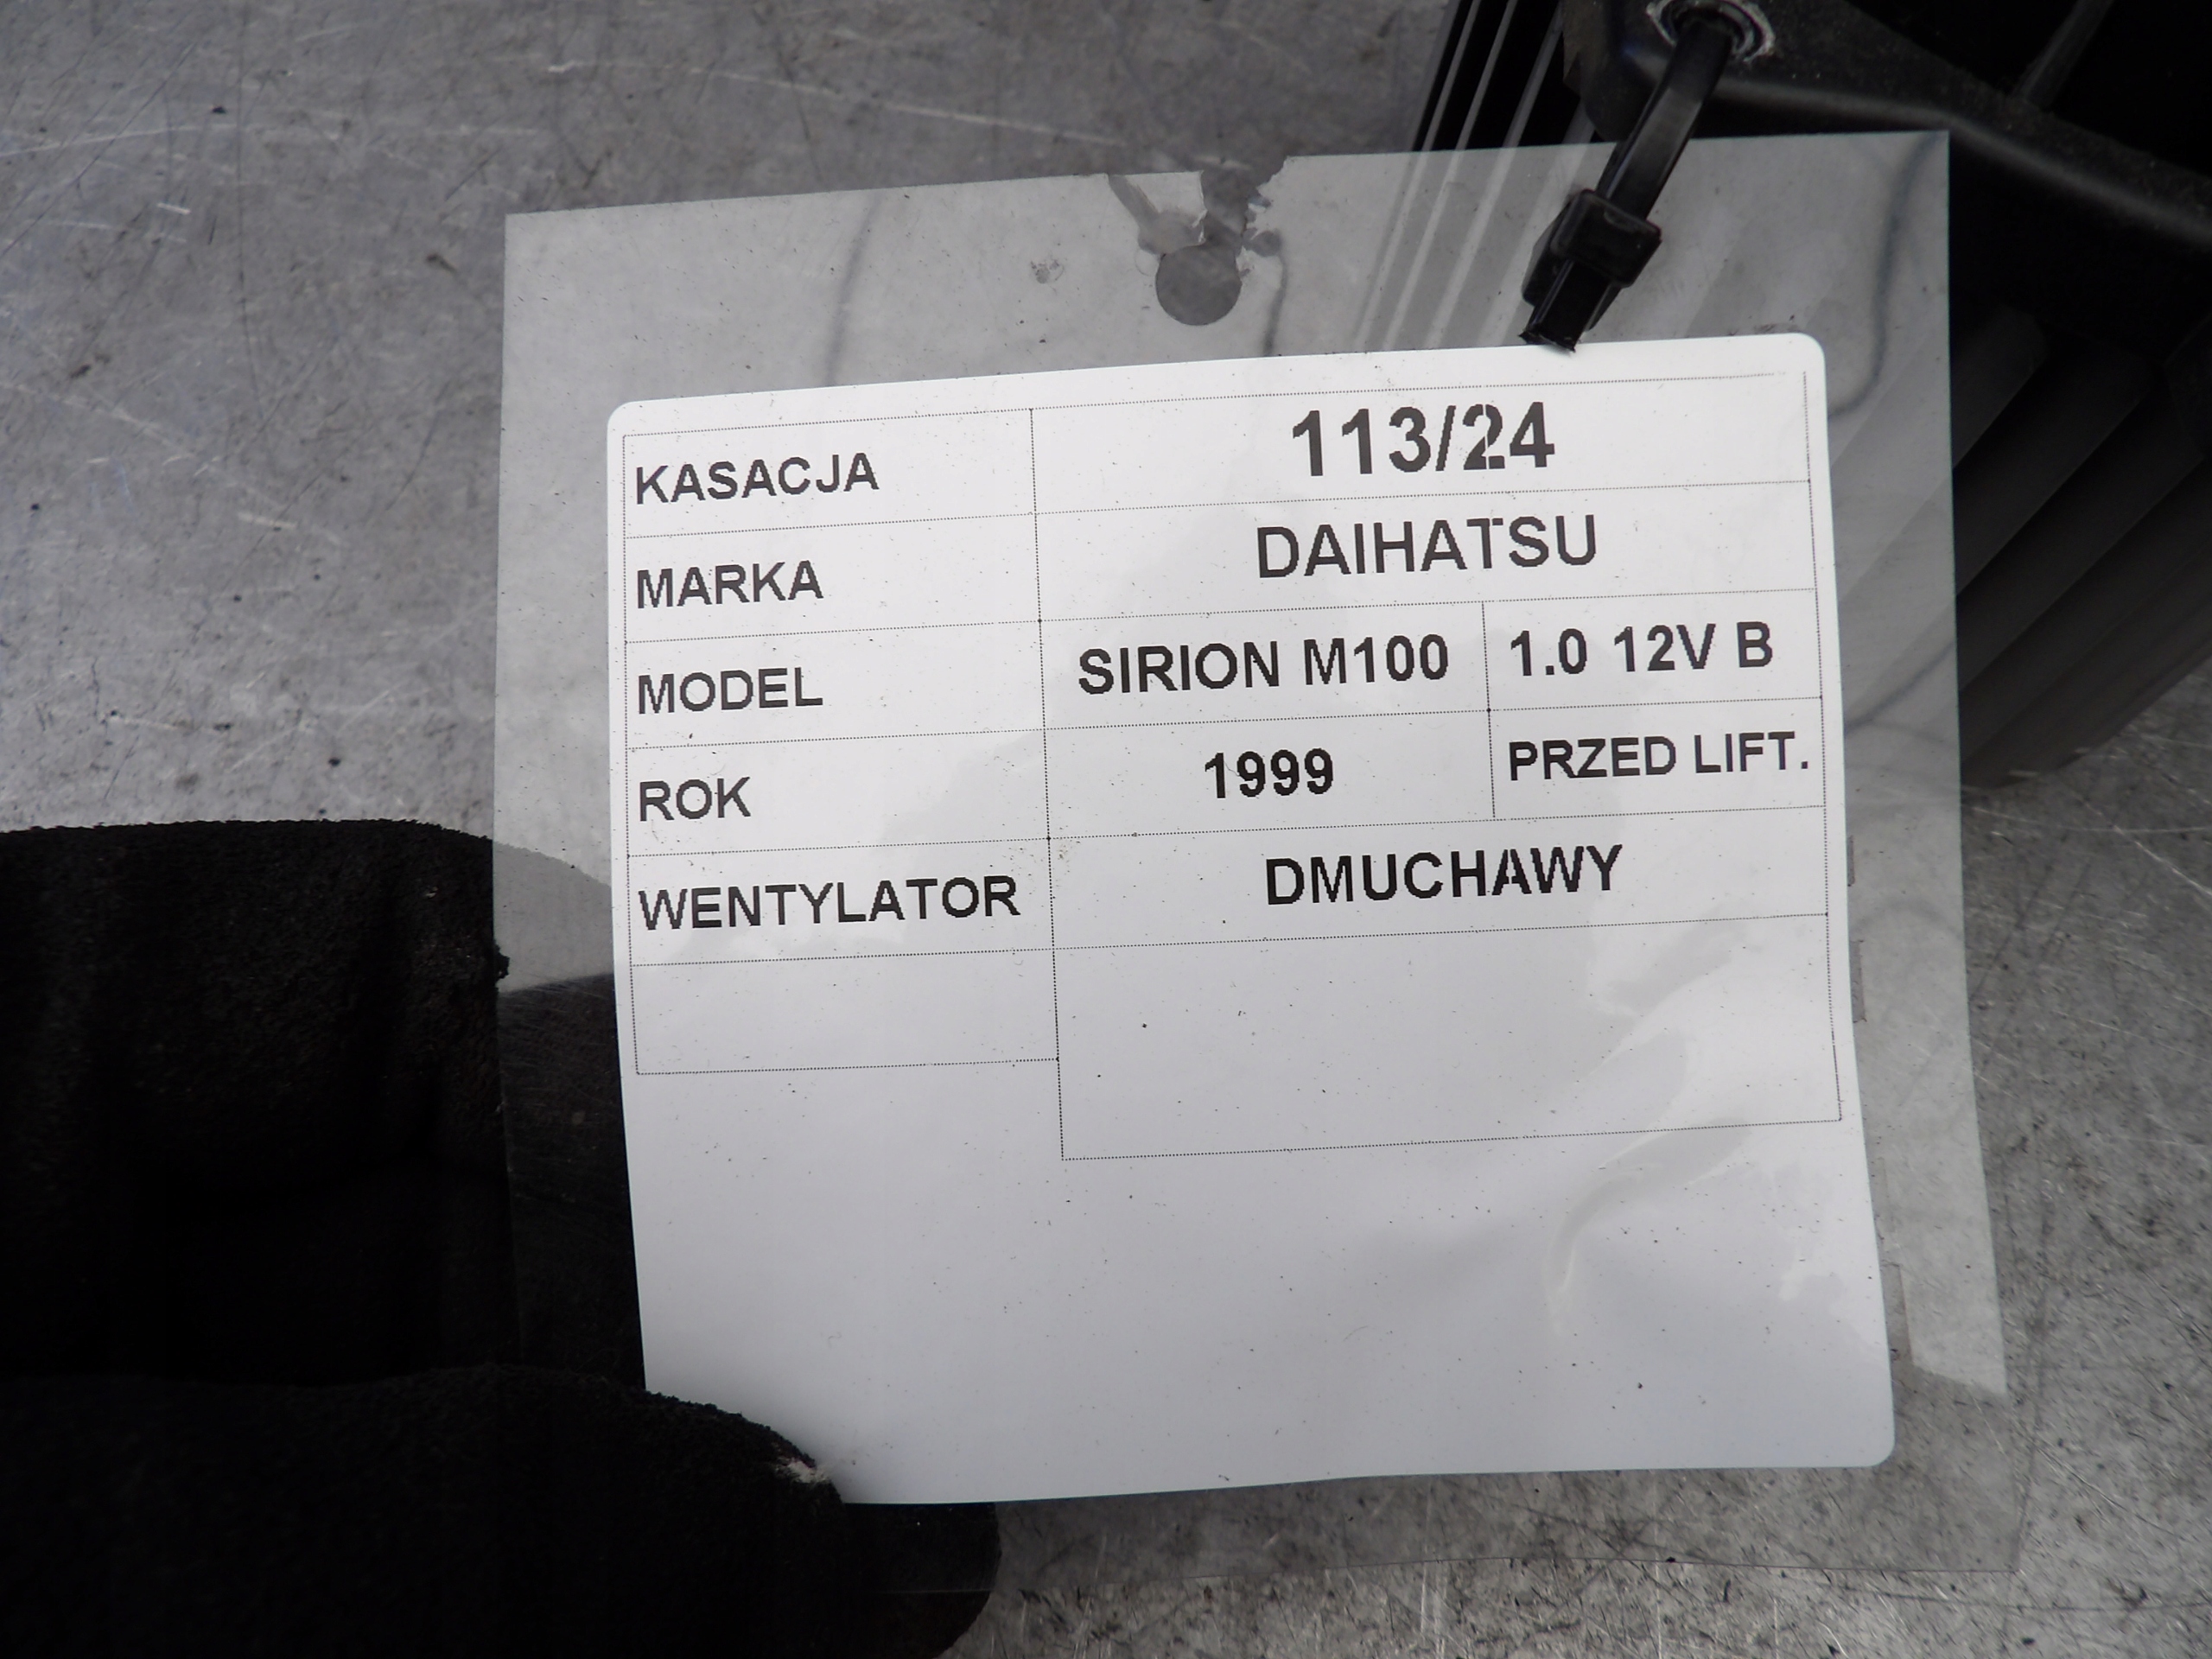 KASACJA 113/24
MARKA DAIHATSU
MODEL SIRION M100 1.0 12V B
ROK 1999 PRZED LIFT.
WENTYLATOR DMUCHAWY